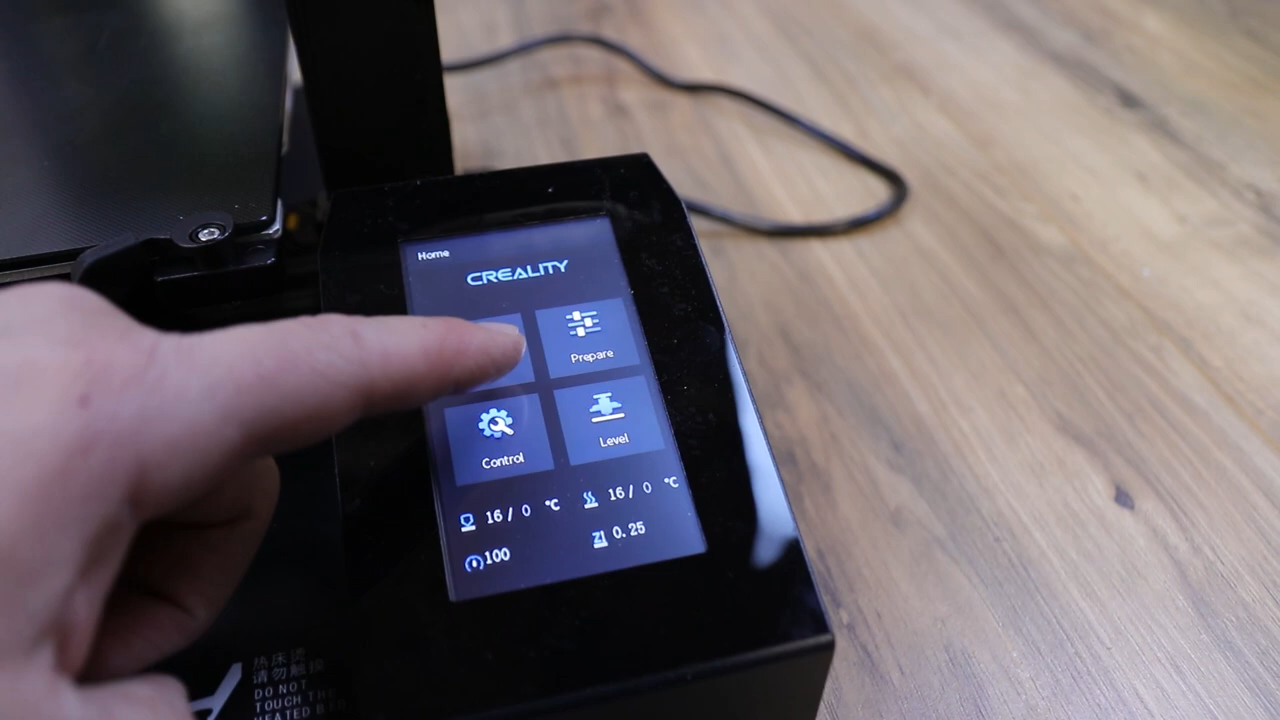 Home
CREALITY
Prepare
Control
Level
16 / 0 ℃
16 / 0 ℃
100
Z 0.25
热床烫
请勿触摸
DO NOT
TOUCH THE
HEATED BED